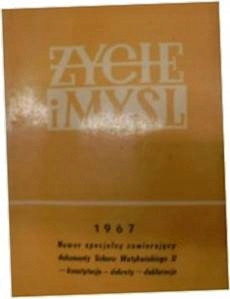 ŻYCIE
i MYŚL
1967
Numer specjalny zawierający
dokumenty Soboru Watykańskiego II
— konstytucje – dekrety – deklaracje